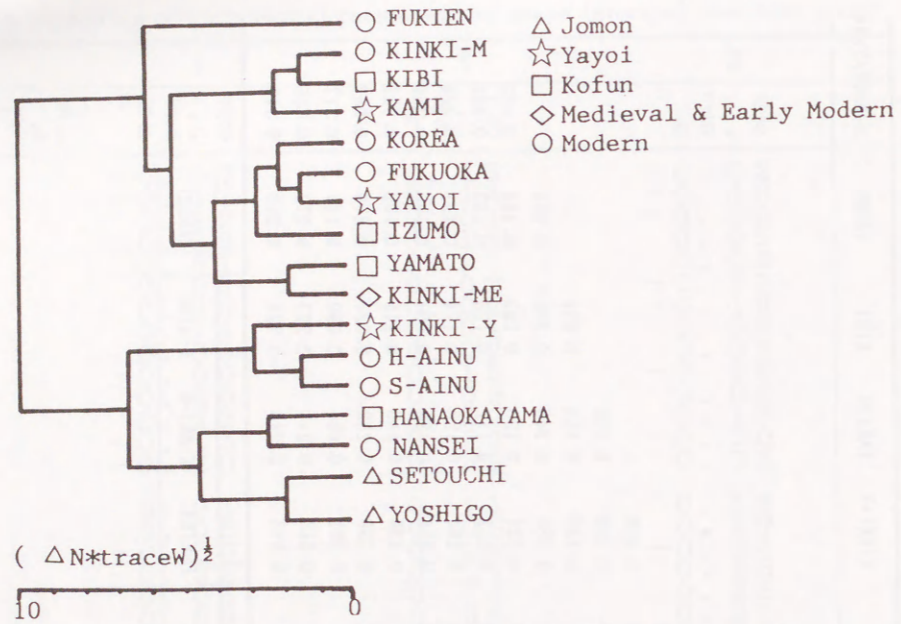 FUKIEN
KINKI-M
KIBI
KAMI
KOREA
FUKUOKA
YAYOI
IZUMO
YAMATO
KINKI-ME
KINKI-Y
H-AINU
S-AINU
HANAOKAYAMA
NANSEI
SETOUCHI
YOSHIGO
△ Jomon
☆ Yayoi
□ Kofun
◇ Medieval & Early Modern
○ Modern
( △N*traceW)½
10 0